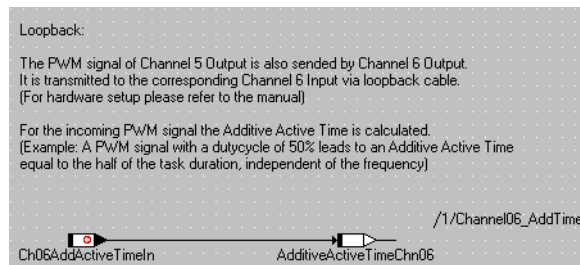 Loopback:
The PWM signal of Channel 5 Output is also sended by Channel 6 Output.
It is transmitted to the corresponding Channel 6 Input via loopback cable.
(For hardware setup please refer to the manual)
For the incoming PWM signal the Additive Active Time is calculated.
(Example: A PWM signal with a dutycycle of 50% leads to an Additive Active Time
equal to the half of the task duration, independent of the frequency)
/1/Channel06_AddTime
Ch06AddActiveTimeIn AdditiveActiveTimeChn06